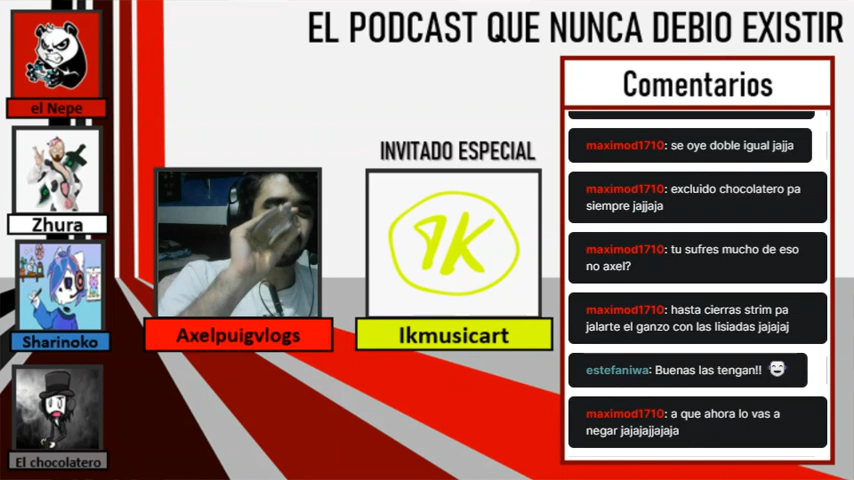 EL PODCAST QUE NUNCA DEBIO EXISTIR
el Nepe
Zhura
Sharinoko
El chocolatero
Axelpuigvlogs
INVITADO ESPECIAL
IK
Ikmusicart
Comentarios
maximod1710: se oye doble igual jajja
maximod1710: excluido chocolatero pa
siempre jajjaja
maximod1710: tu sufres mucho de eso
no axel?
maximod1710: hasta cierras strim pa
jalarte el ganzo con las lisiadas jajajaj
estefaniwa: Buenas las tengan!!
maximod1710: a que ahora lo vas a
negar jajajajjajaja